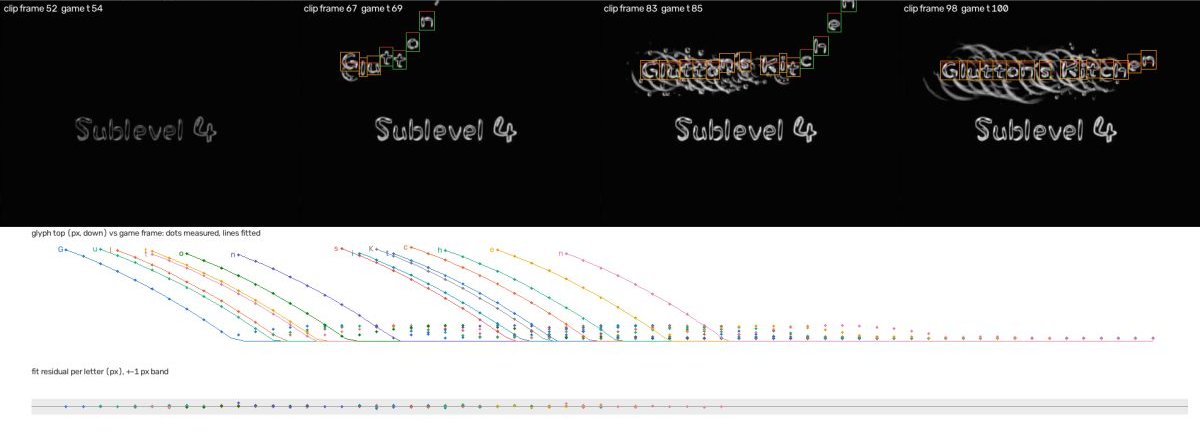 clip frame 52 game t 54
clip frame 67 game t 69
clip frame 83 game t 85
clip frame 98 game t 100
G l u t t o n
Glutton's Kitche
Glutton's Kitchen
Sublevel 4
Sublevel 4
Sublevel 4
Sublevel 4
glyph top (px, down) vs game frame: dots measured, lines fitted
G u l t t o n s i K t c h e n
fit residual per letter (px), +-1 px band